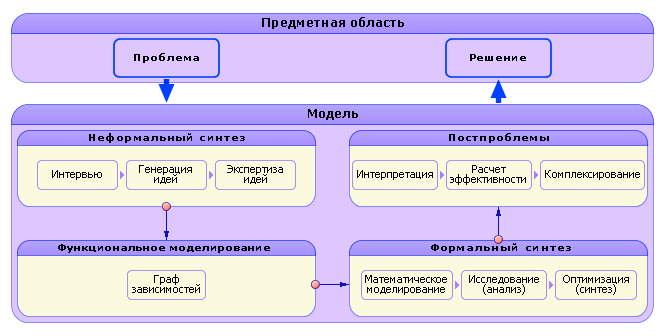 Предметная область
Проблема
Решение
Модель
Неформальный синтез
Интервью
Генерация
идей
Экспертиза
идей
Постпроблемы
Интерпретация
Расчет
эффективности
Комплексирование
Функциональное моделирование
Граф
зависимостей
Формальный синтез
Математическое
моделирование
Исследование
(анализ)
Оптимизация
(синтез)